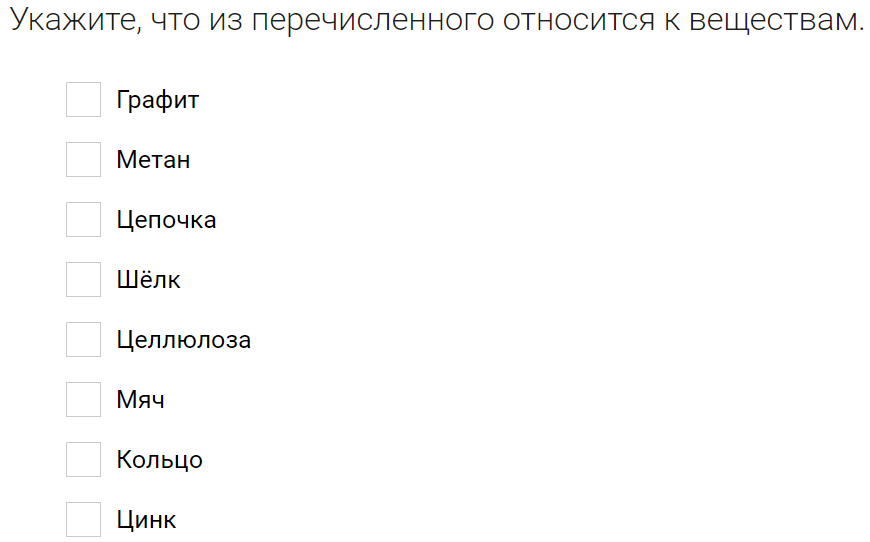 Укажите, что из перечисленного относится к веществам.
Графит
Метан
Цепочка
Шёлк
Целлюлоза
Мяч
Кольцо
Цинк